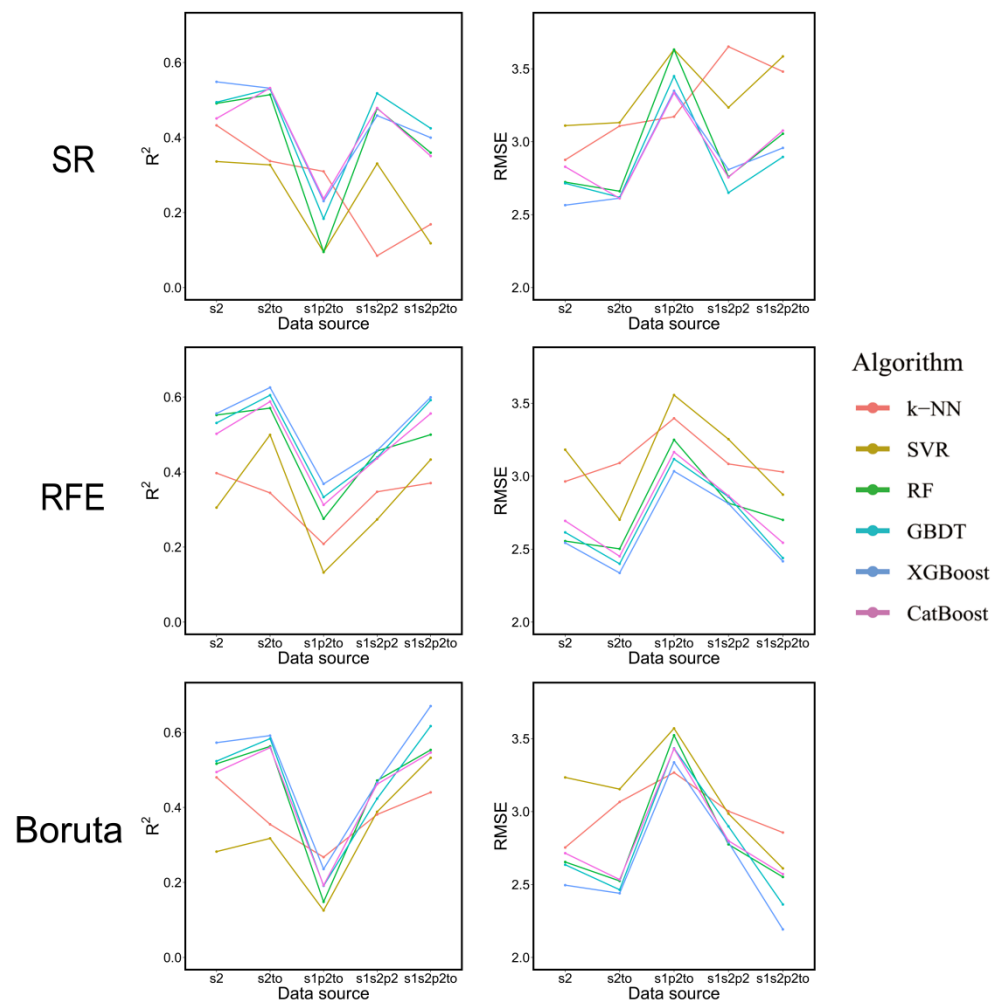 SR
R²
0.6
0.4
0.2
0.0
s2 s2to s1p2to s1s2p2 s1s2p2to
Data source
RMSE
3.5
3.0
2.5
2.0
s2 s2to s1p2to s1s2p2 s1s2p2to
Data source
RFE
R²
0.6
0.4
0.2
0.0
s2 s2to s1p2to s1s2p2 s1s2p2to
Data source
RMSE
3.5
3.0
2.5
2.0
s2 s2to s1p2to s1s2p2 s1s2p2to
Data source
Boruta
R²
0.6
0.4
0.2
0.0
s2 s2to s1p2to s1s2p2 s1s2p2to
Data source
RMSE
3.5
3.0
2.5
2.0
s2 s2to s1p2to s1s2p2 s1s2p2to
Data source
Algorithm
k−NN
SVR
RF
GBDT
XGBoost
CatBoost